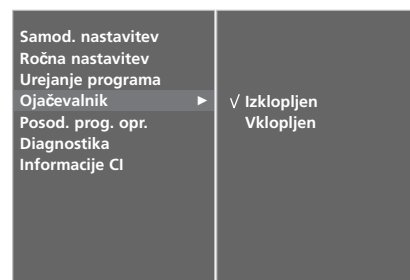 Samod. nastavitev
Ročna nastavitev
Urejanje programa
Ojačevalnik ►
Posod. prog. opr.
Diagnostika
Informacije CI
√ Izklopljen
Vklopljen